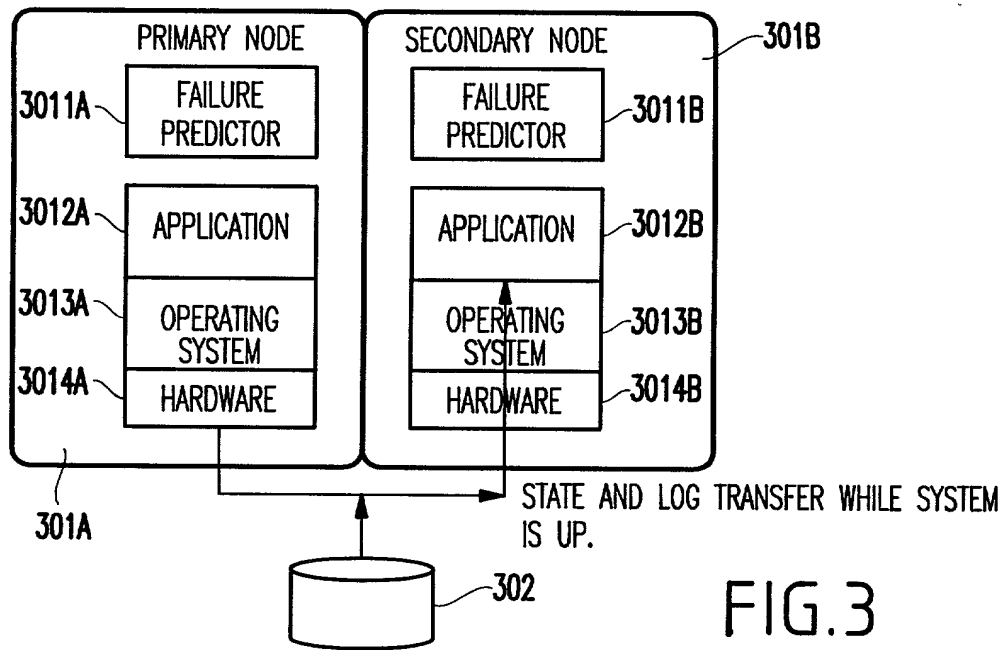 PRIMARY NODE
SECONDARY NODE
301B
3011A
FAILURE
PREDICTOR
FAILURE
PREDICTOR
3011B
3012A
APPLICATION
APPLICATION
3012B
3013A
OPERATING
SYSTEM
OPERATING
SYSTEM
3013B
3014A
HARDWARE
HARDWARE
3014B
301A
STATE AND LOG TRANSFER WHILE SYSTEM
IS UP.
302
FIG.3